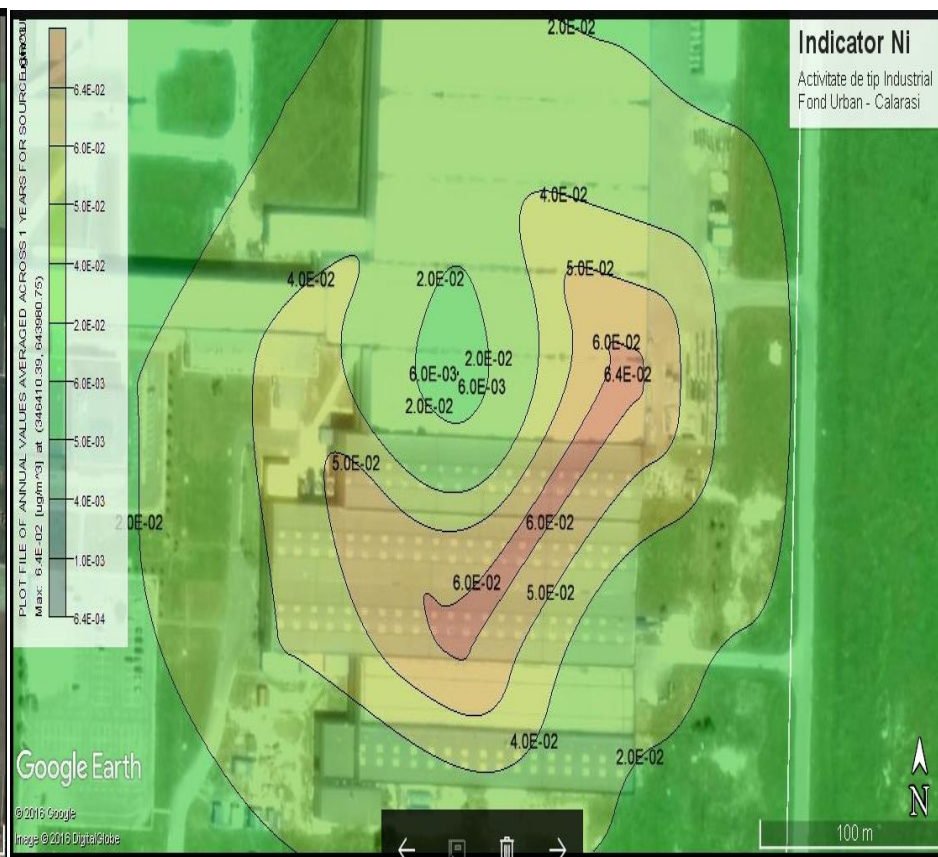 PLOT FILE OF ANNUAL VALUES AVERAGED ACROSS 1 YEARS FOR SOURCE
Max: 6.4E-02 [ug/m^3] at (346410.39, 643980.75)
6.4E-02
6.0E-02
5.0E-02
4.0E-02
2.0E-02
6.0E-03
5.0E-03
4.0E-03
1.0E-03
6.4E-04
Indicator Ni
Activitate de tip Industrial
Fond Urban - Calarasi
2.0E-02
4.0E-02
5.0E-02
4.0E-02
2.0E-02
6.0E-02
2.0E-02
6.0E-03
6.4E-02
6.0E-03
2.0E-02
5.0E-02
2.0E-02
6.0E-02
6.0E-02
5.0E-02
4.0E-02
2.0E-02
Google Earth
© 2016 Google
Image © 2016 DigitalGlobe
N
100 m